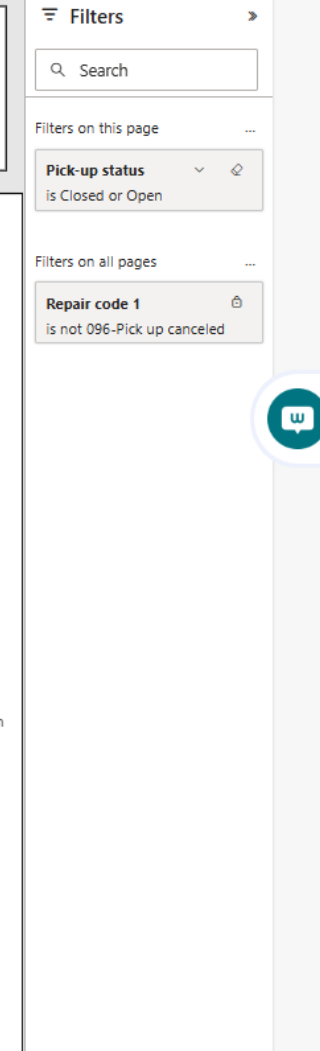 Filters
Search
Filters on this page
...
Pick-up status
is Closed or Open
Filters on all pages
...
Repair code 1
is not 096-Pick up canceled
w